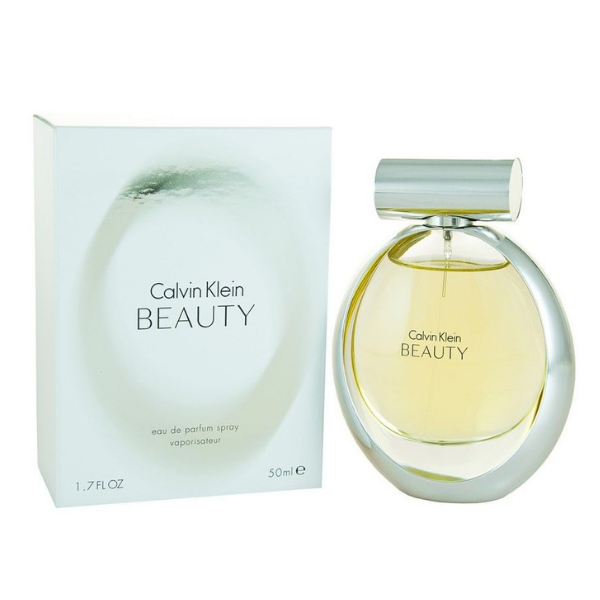 Calvin Klein
BEAUTY
eau de parfum spray
vaporisateur
1.7 FL OZ
50ml e
Calvin Klein
BEAUTY